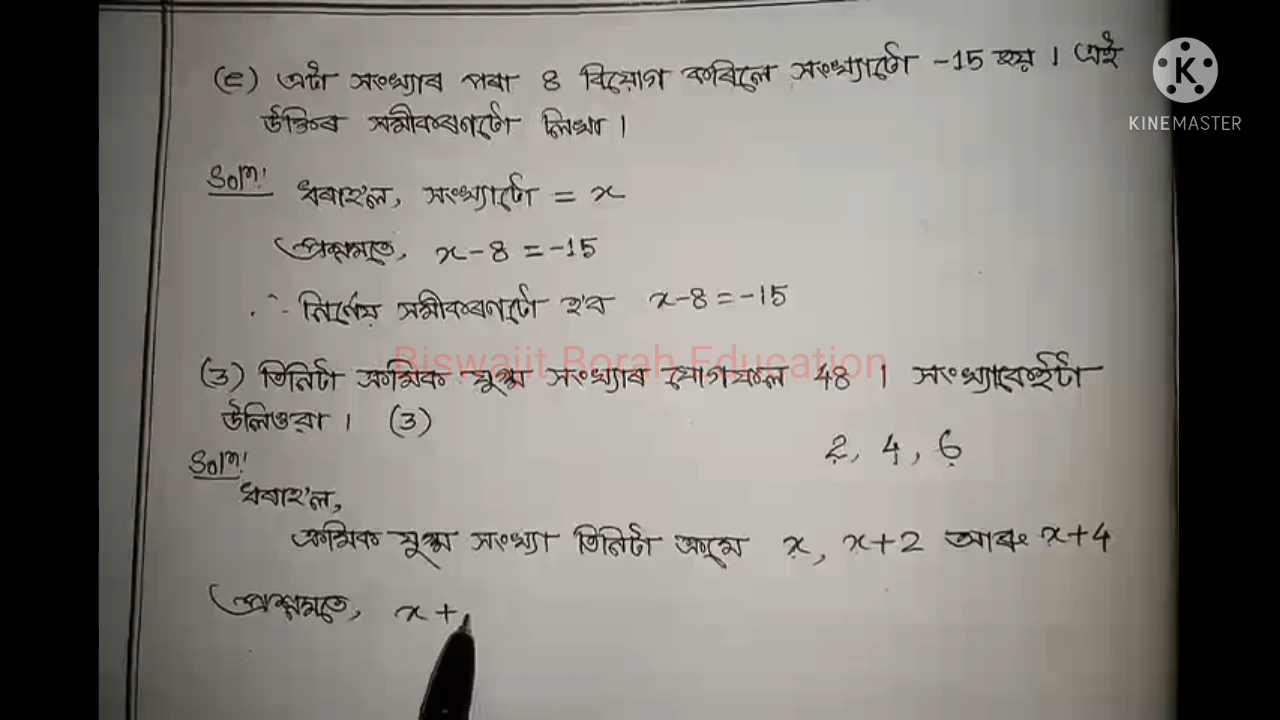 (e) এটা সংখ্যাৰ পৰা 8 বিয়োগ কৰিলে সংখ্যাটো -15 হয় । এই
উক্তিৰ সমীকৰণটো লিখা ।
Solⁿ:
ধৰাহ'ল, সংখ্যাটো = x
প্ৰশ্নমতে, x-8 = -15
∴ নিৰ্ণেয় সমীকৰণটো হ'ব x-8 = -15
(3) তিনিটা ক্ৰমিক যুগ্ম সংখ্যাৰ যোগফল 48 । সংখ্যাকেইটা
উলিওৱা । (3)
2, 4, 6
Solⁿ:
ধৰাহ'ল,
ক্ৰমিক যুগ্ম সংখ্যা তিনিটা ক্ৰমে x, x+2 আৰু x+4
প্ৰশ্নমতে, x +
Biswajit Borah Education
K
KINEMASTER